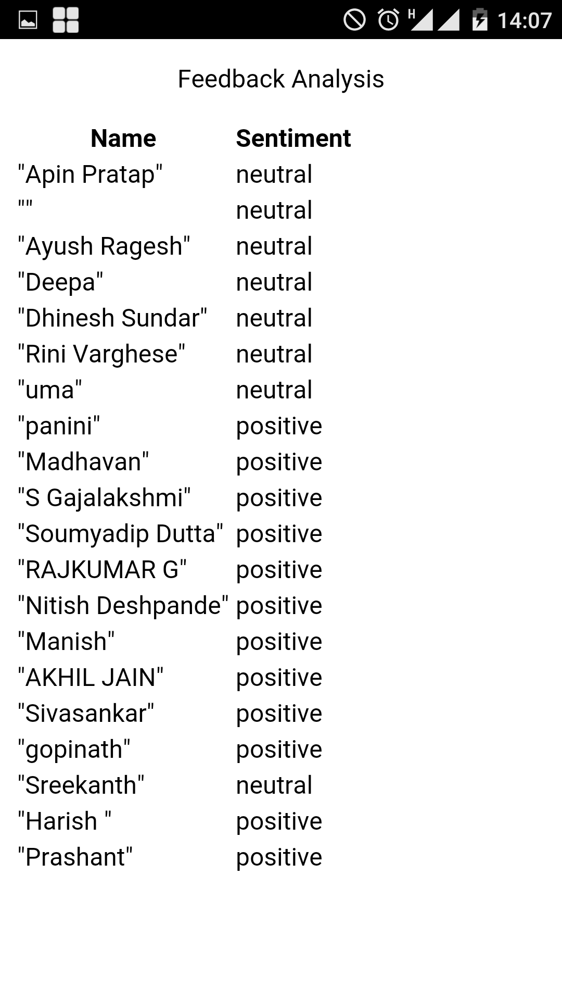 H 14:07
Feedback Analysis
Name Sentiment
"Apin Pratap" neutral
"" neutral
"Ayush Ragesh" neutral
"Deepa" neutral
"Dhinesh Sundar" neutral
"Rini Varghese" neutral
"uma" neutral
"panini" positive
"Madhavan" positive
"S Gajalakshmi" positive
"Soumyadip Dutta" positive
"RAJKUMAR G" positive
"Nitish Deshpande" positive
"Manish" positive
"AKHIL JAIN" positive
"Sivasankar" positive
"gopinath" positive
"Sreekanth" neutral
"Harish " positive
"Prashant" positive